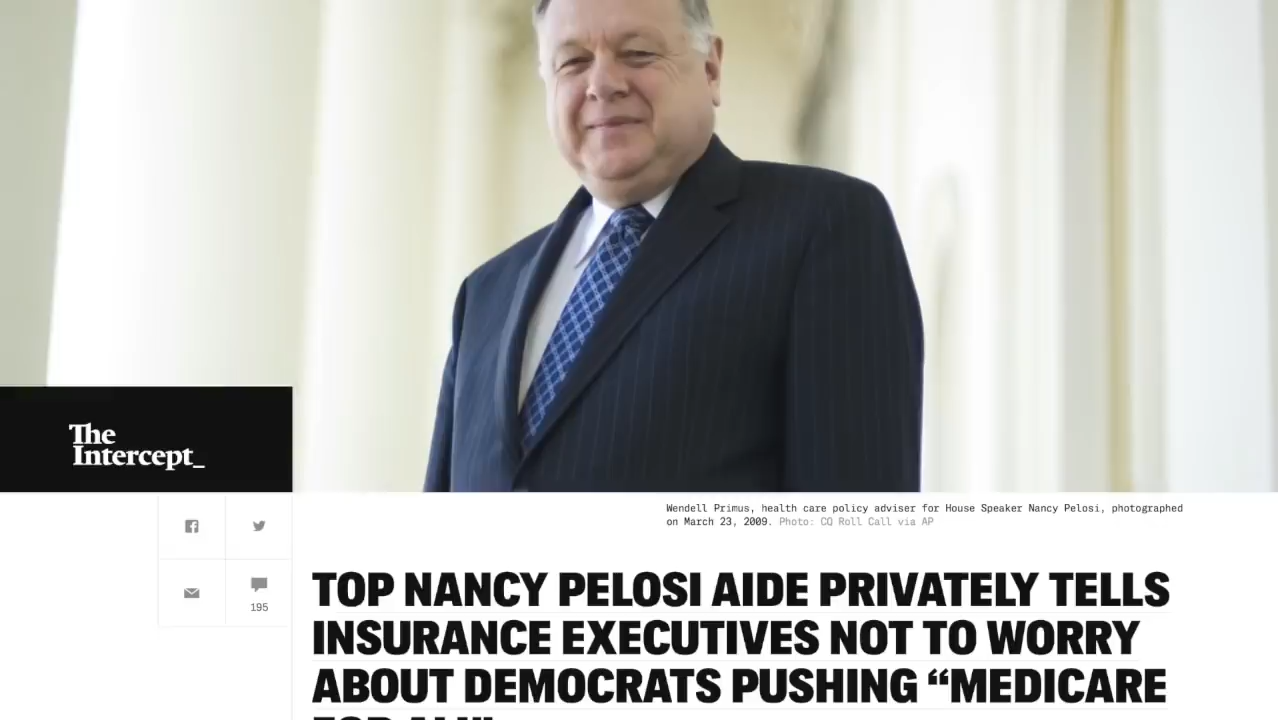 The
Intercept_
Wendell Primus, health care policy adviser for House Speaker Nancy Pelosi, photographed
on March 23, 2009. Photo: CQ Roll Call via AP
195
TOP NANCY PELOSI AIDE PRIVATELY TELLS
INSURANCE EXECUTIVES NOT TO WORRY
ABOUT DEMOCRATS PUSHING “MEDICARE